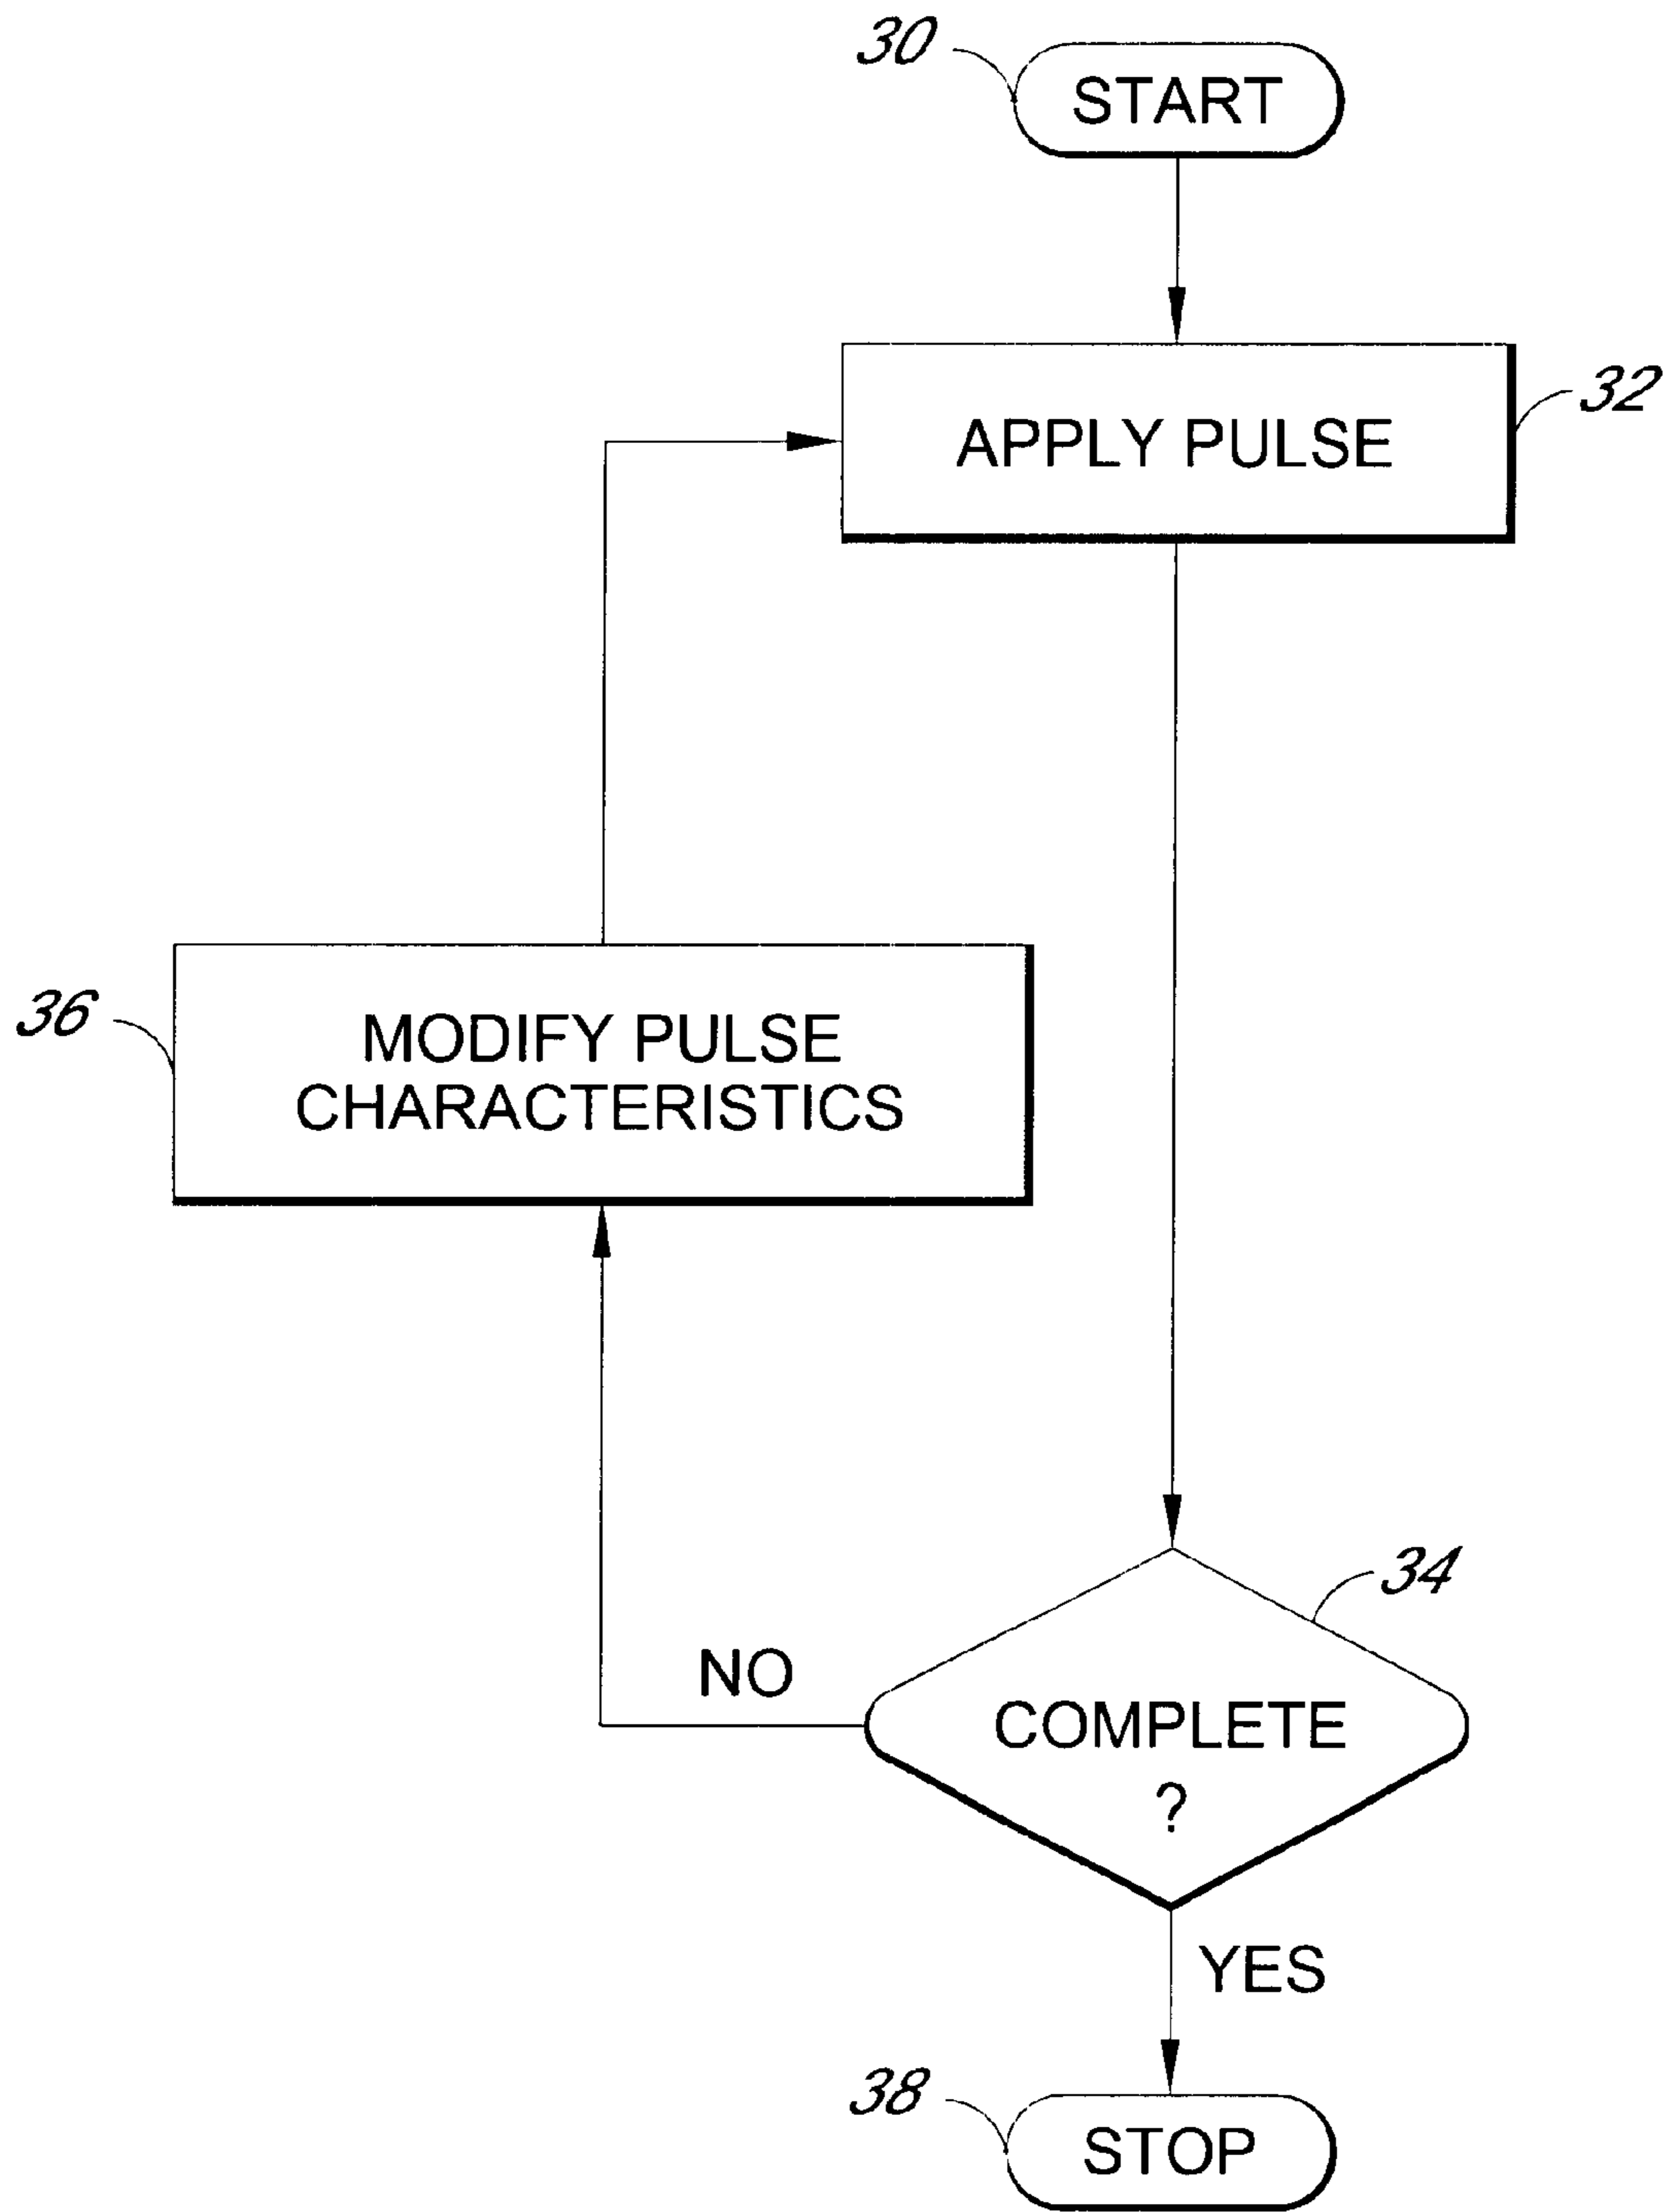 30
START
32
APPLY PULSE
36
MODIFY PULSE
CHARACTERISTICS
34
NO
COMPLETE
?
YES
38
STOP